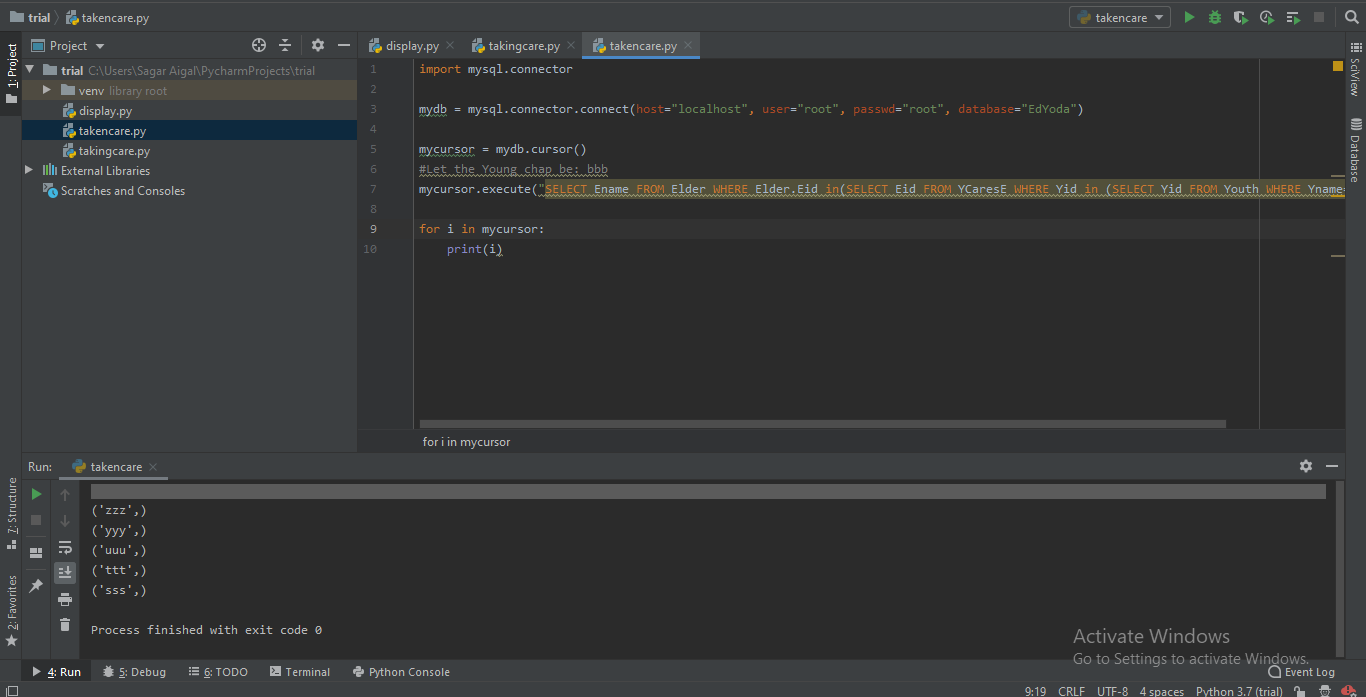 trial takencare.py
takencare
1: Project
Project
display.py takingcare.py takencare.py
trial C:\Users\Sagar Aigal\PycharmProjects\trial
venv library root
display.py
takencare.py
takingcare.py
External Libraries
Scratches and Consoles
1 import mysql.connector
2
3 mydb = mysql.connector.connect(host="localhost", user="root", passwd="root", database="EdYoda")
4
5 mycursor = mydb.cursor()
6 #Let the Young chap be: bbb
7 mycursor.execute("SELECT Ename FROM Elder WHERE Elder.Eid in(SELECT Eid FROM YCaresE WHERE Yid in (SELECT Yid FROM Youth WHERE Yname=
8
9 for i in mycursor:
10 print(i)
for i in mycursor
SciView
Database
Run: takencare
('zzz',)
('yyy',)
('uuu',)
('ttt',)
('sss',)
Process finished with exit code 0
7: Structure
2: Favorites
Activate Windows
Go to Settings to activate Windows.
4: Run 5: Debug 6: TODO Terminal Python Console Event Log
9:19 CRLF UTF-8 4 spaces Python 3.7 (trial)